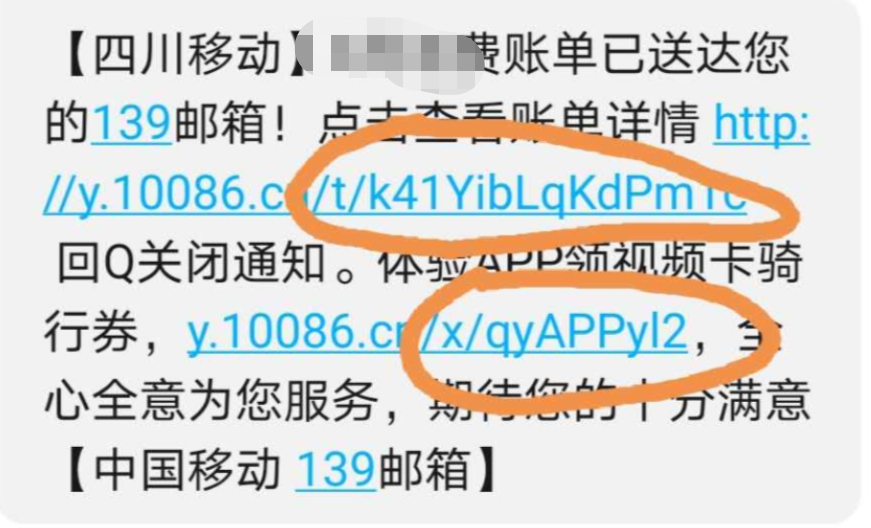 【四川移动】费账单已送达您
的139邮箱！点击查看账单详情 http:
//y.10086.cn/t/k41YibLqKdPm1c
回Q关闭通知。体验APP领视频卡骑
行券，y.10086.cn/x/qyAPPyl2，全
心全意为您服务，期待您的十分满意
【中国移动 139邮箱】